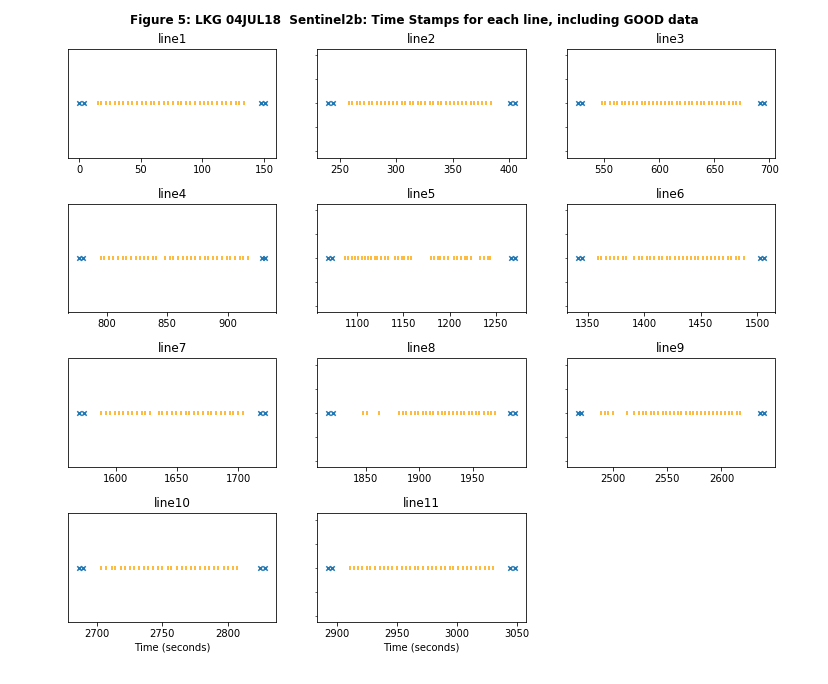 Figure 5: LKG 04JUL18  Sentinel2b: Time Stamps for each line, including GOOD data
line1 line2 line3
0 50 100 150 250 300 350 400 550 600 650 700
line4 line5 line6
800 850 900 1100 1150 1200 1250 1350 1400 1450 1500
line7 line8 line9
1600 1650 1700 1850 1900 1950 2500 2550 2600
line10 line11
2700 2750 2800 2900 2950 3000 3050
Time (seconds) Time (seconds)